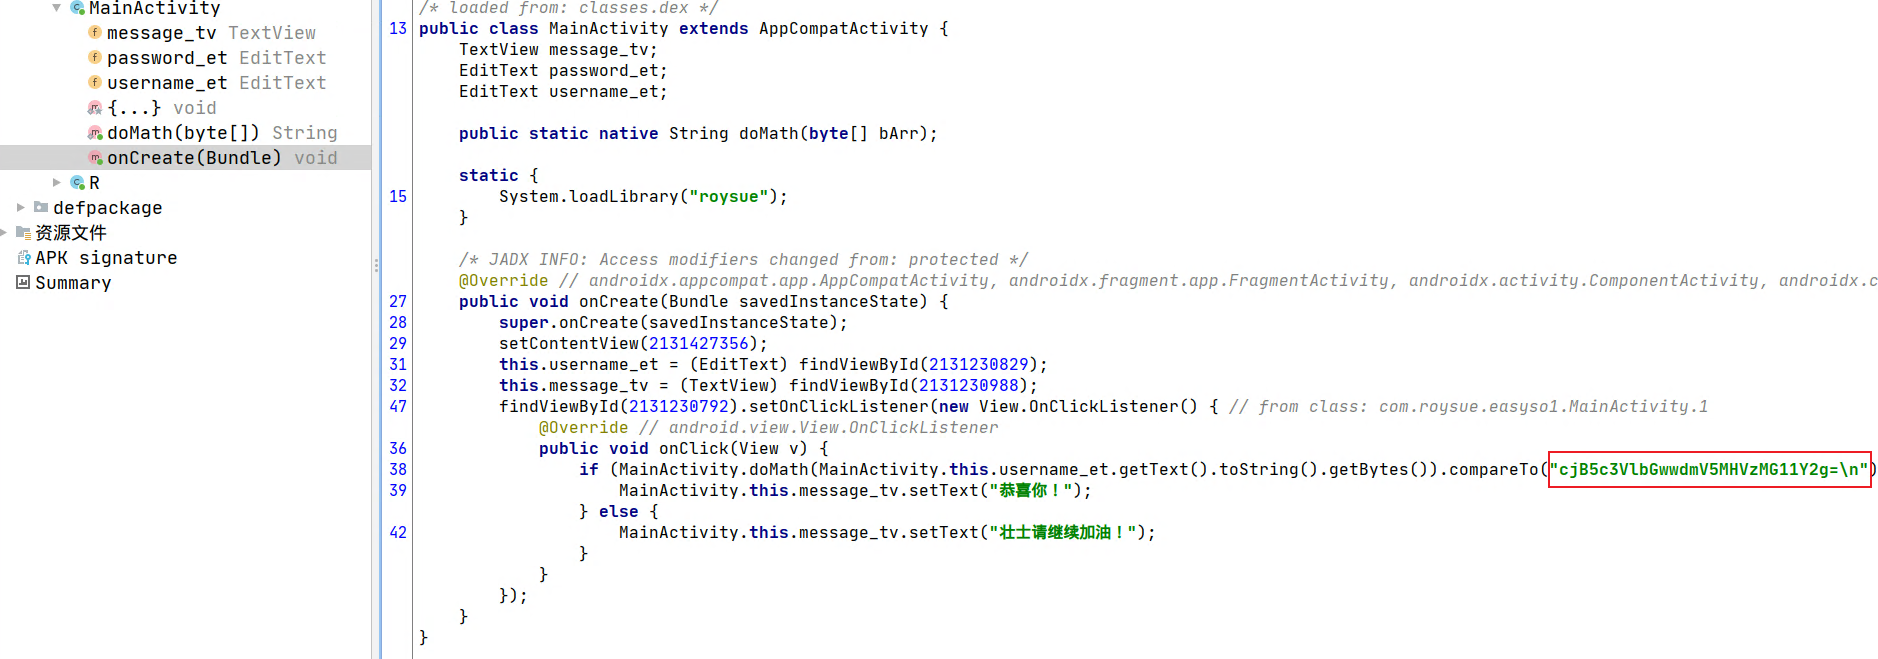 MainActivity
message_tv TextView
password_et EditText
username_et EditText
{...} void
doMath(byte[]) String
onCreate(Bundle) void
R
defpackage
资源文件
APK signature
Summary
/* loaded from: classes.dex */
13 public class MainActivity extends AppCompatActivity {
TextView message_tv;
EditText password_et;
EditText username_et;
public static native String doMath(byte[] bArr);
static {
15 System.loadLibrary("roysue");
}
/* JADX INFO: Access modifiers changed from: protected */
@Override // androidx.appcompat.app.AppCompatActivity, androidx.fragment.app.FragmentActivity, androidx.activity.ComponentActivity, androidx.c
27 public void onCreate(Bundle savedInstanceState) {
28 super.onCreate(savedInstanceState);
29 setContentView(2131427356);
31 this.username_et = (EditText) findViewById(2131230829);
32 this.message_tv = (TextView) findViewById(2131230988);
47 findViewById(2131230792).setOnClickListener(new View.OnClickListener() { // from class: com.roysue.easyso1.MainActivity.1
@Override // android.view.View.OnClickListener
36 public void onClick(View v) {
38 if (MainActivity.doMath(MainActivity.this.username_et.getText().toString().getBytes()).compareTo("cjB5c3VlbGwwdmV5MHVzMG11Y2g=\n")
39 MainActivity.this.message_tv.setText("恭喜你！");
} else {
42 MainActivity.this.message_tv.setText("壮士请继续加油！");
}
}
});
}
}